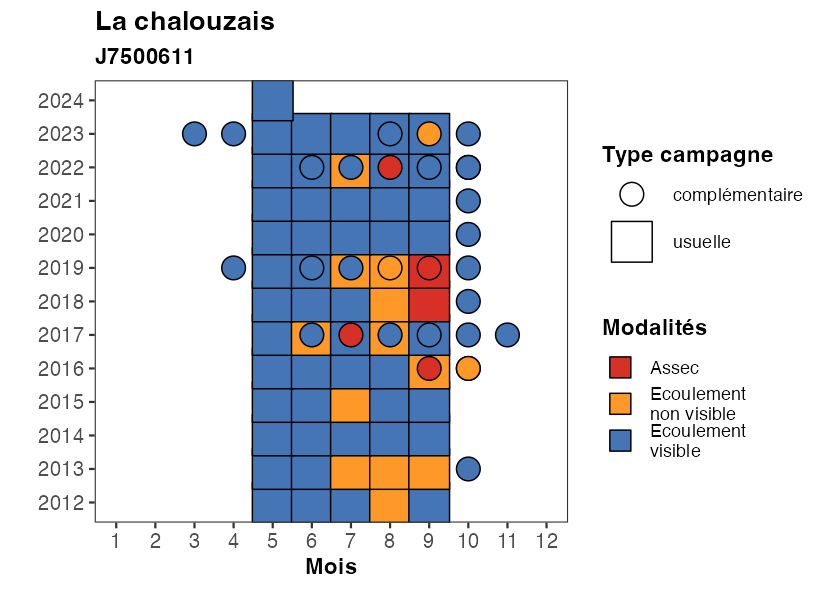 La chalouzais
J7500611
2024
2023
2022
2021
2020
2019
2018
2017
2016
2015
2014
2013
2012
1 2 3 4 5 6 7 8 9 10 11 12
Mois
Type campagne
complémentaire
usuelle
Modalités
Assec
Ecoulement
non visible
Ecoulement
visible